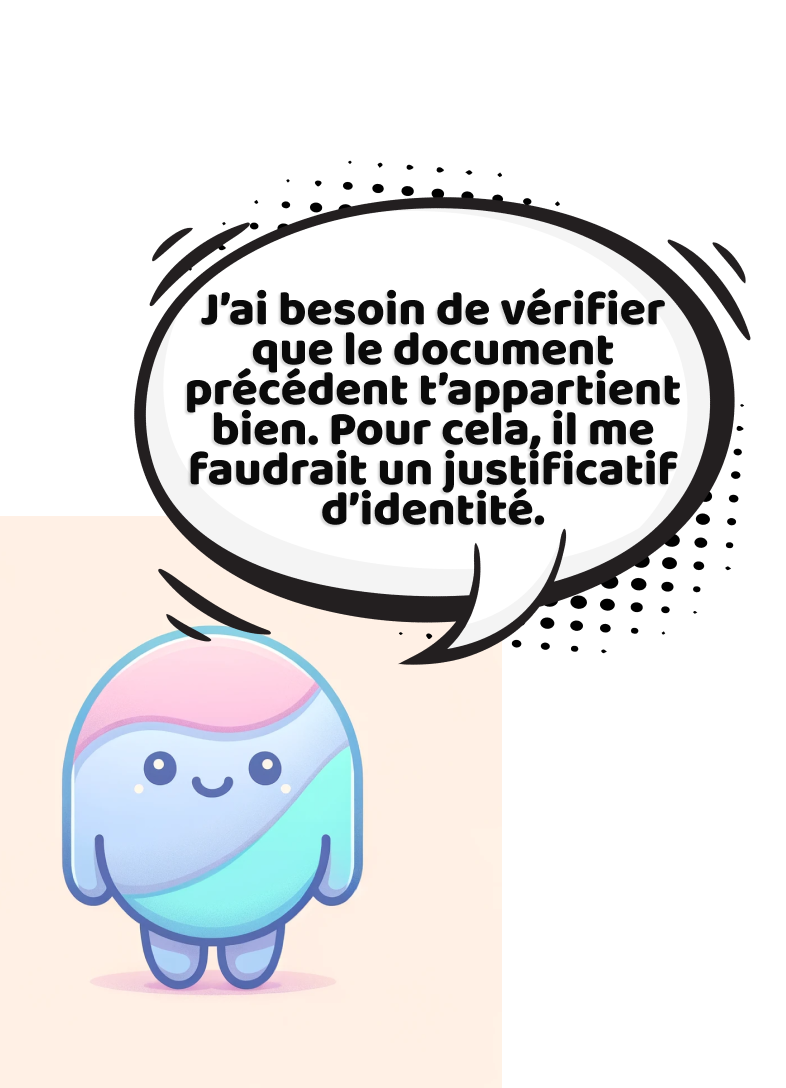 J’ai besoin de vérifier
que le document
précédent t’appartient
bien. Pour cela, il me
faudrait un justificatif
d’identité.